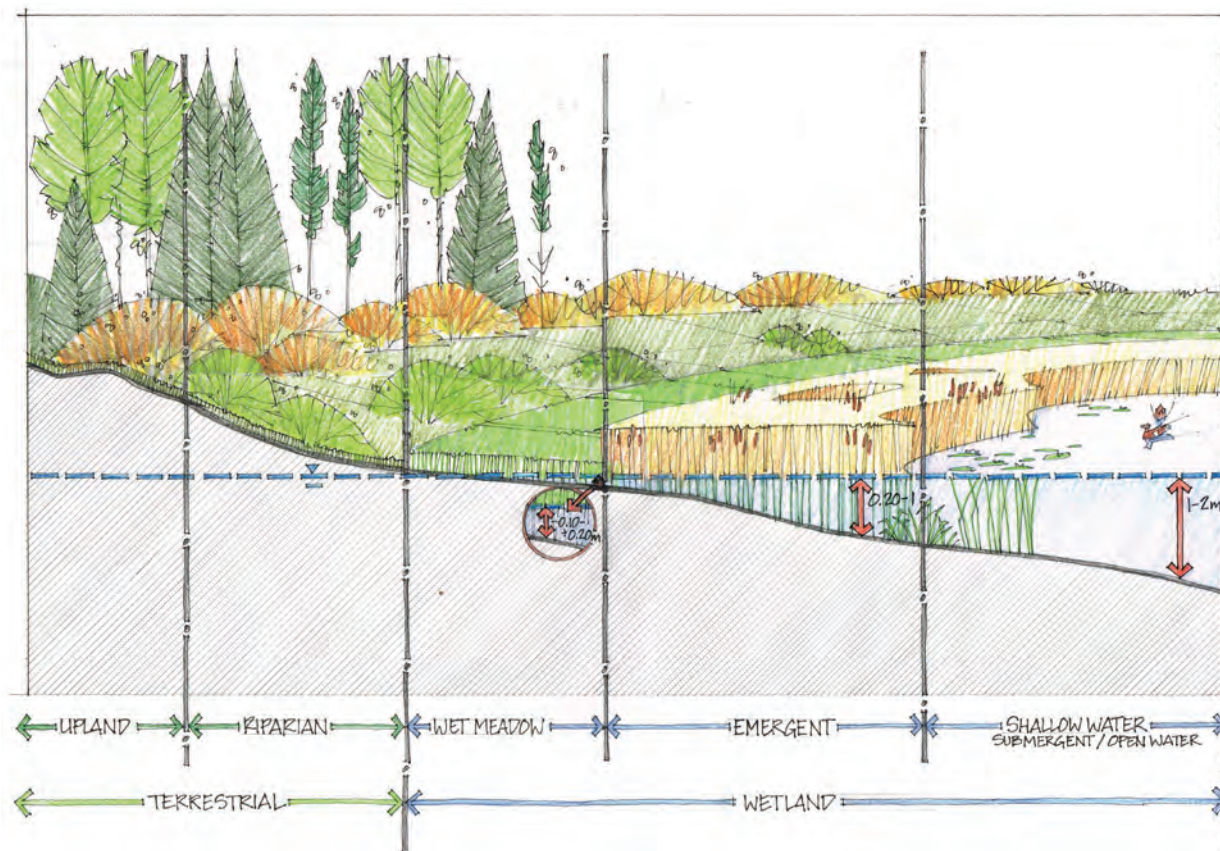 0.20-1
1-2m
-0.10-
+0.20m
UPLAND
RIPARIAN
WET MEADOW
EMERGENT
SHALLOW WATER
SUBMERGENT / OPEN WATER
TERRESTRIAL
WETLAND